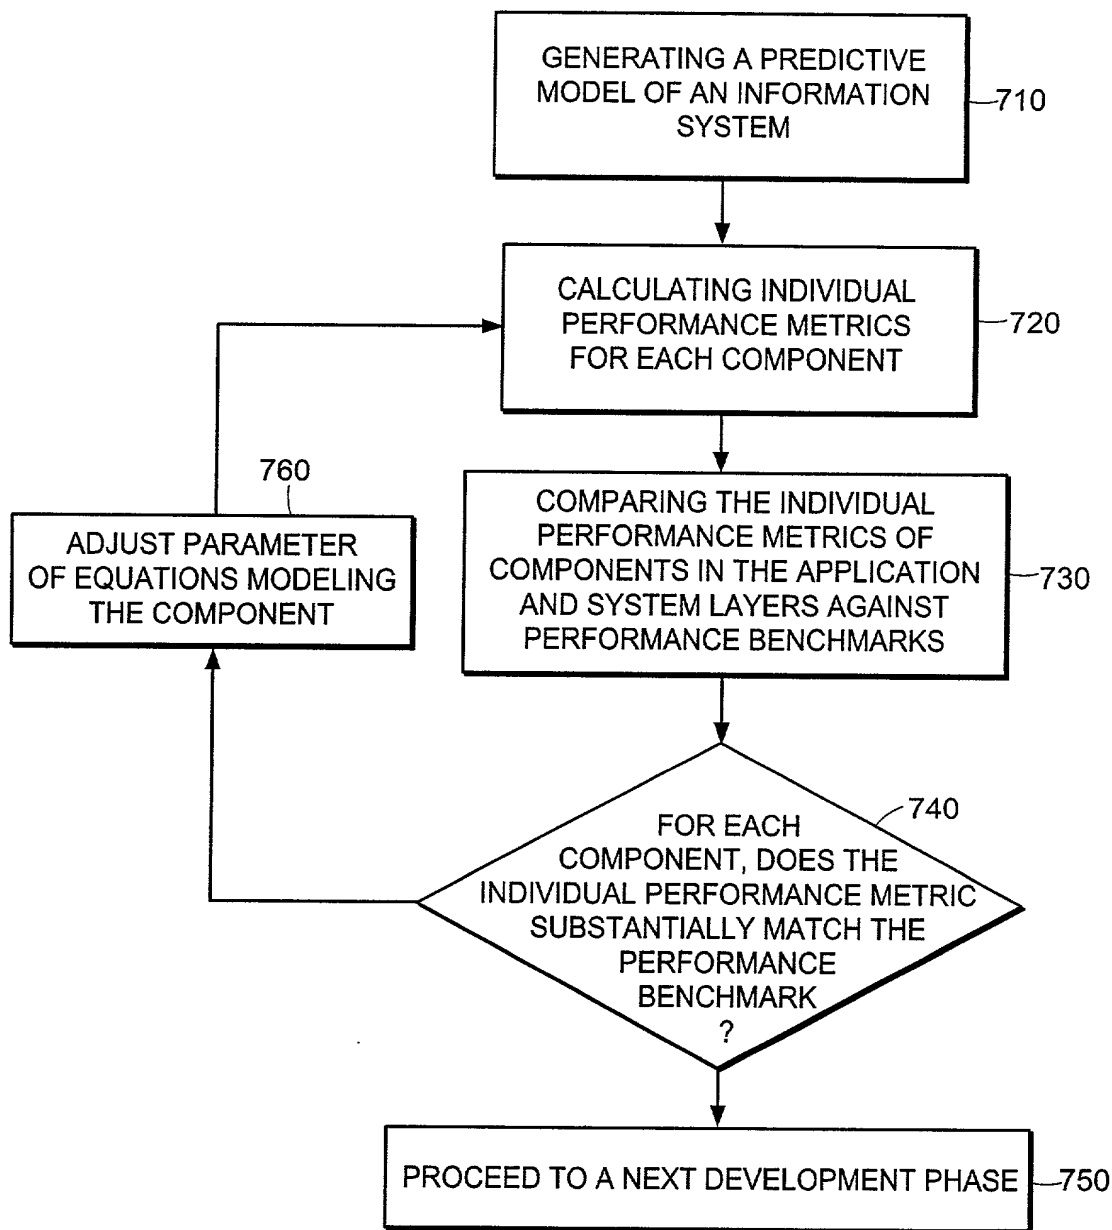 GENERATING A PREDICTIVE
MODEL OF AN INFORMATION
SYSTEM
710
CALCULATING INDIVIDUAL
PERFORMANCE METRICS
FOR EACH COMPONENT
720
760
ADJUST PARAMETER
OF EQUATIONS MODELING
THE COMPONENT
COMPARING THE INDIVIDUAL
PERFORMANCE METRICS OF
COMPONENTS IN THE APPLICATION
AND SYSTEM LAYERS AGAINST
PERFORMANCE BENCHMARKS
730
740
FOR EACH
COMPONENT, DOES THE
INDIVIDUAL PERFORMANCE METRIC
SUBSTANTIALLY MATCH THE
PERFORMANCE
BENCHMARK
?
PROCEED TO A NEXT DEVELOPMENT PHASE
750